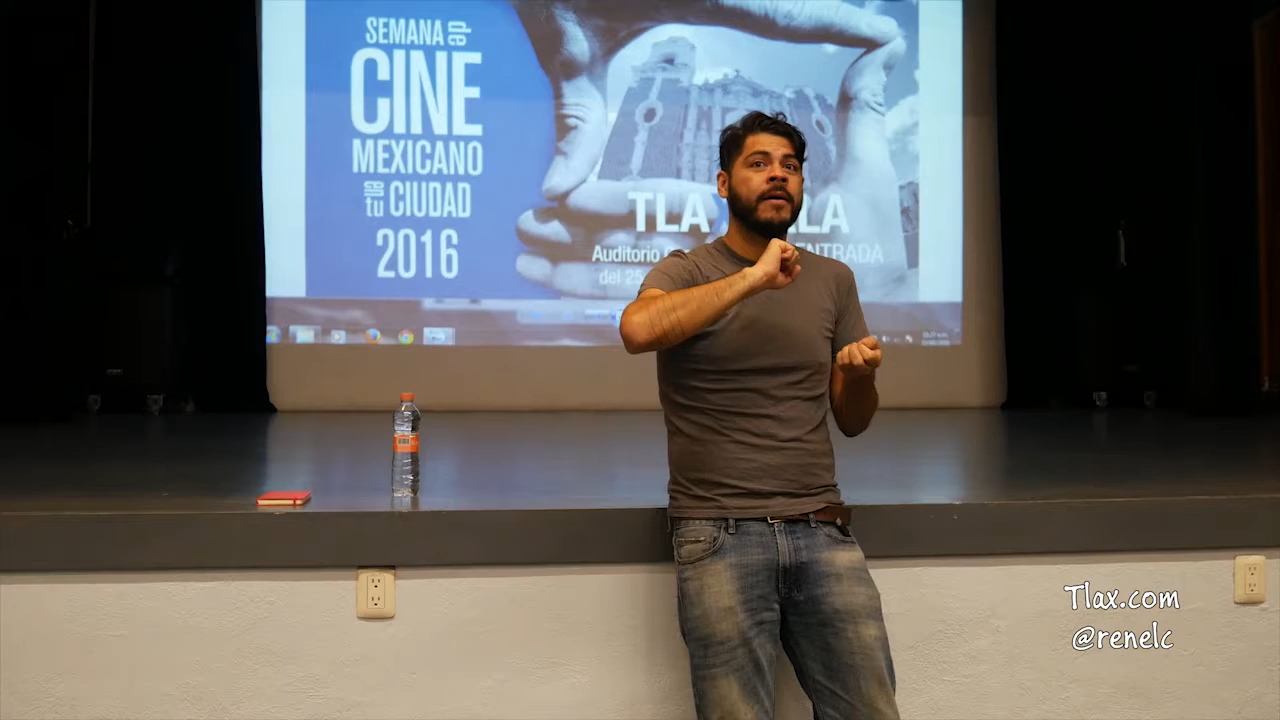 SEMANA de
CINE
MEXICANO
en tu CIUDAD
2016
TLA LA
Auditorio
ENTRADA
del 25
Tlax.com
@renelc